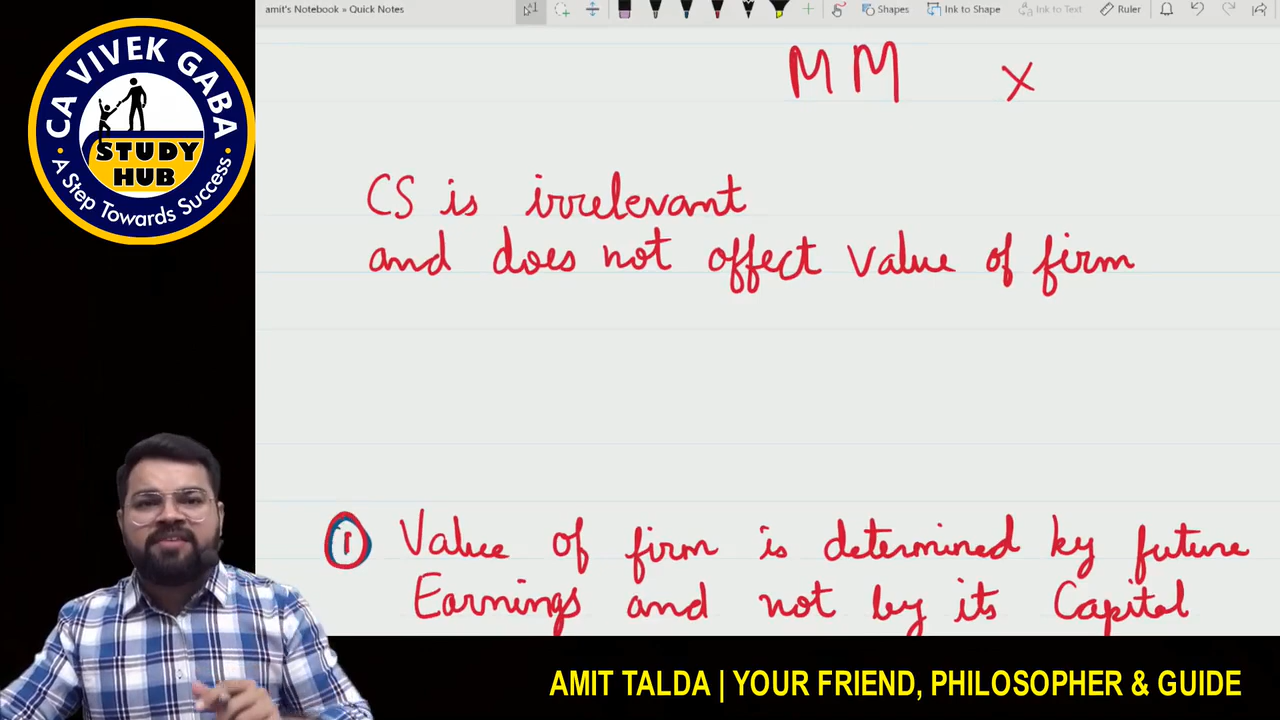 amit's Notebook » Quick Notes
Shapes
Ink to Shape
Ink to Text
Ruler
CA VIVEK GABA
STUDY
HUB
A Step Towards Success
MM x
CS is irrelevant
and does not affect value of firm
1 Value of firm is determined by future
Earnings and not by its Capital
AMIT TALDA | YOUR FRIEND, PHILOSOPHER & GUIDE